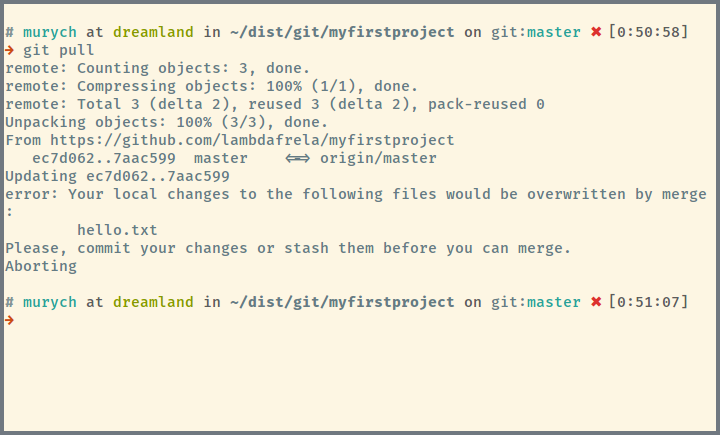 # murych at dreamland in ~/dist/git/myfirstproject on git:master ✖ [0:50:58]
➜ git pull
remote: Counting objects: 3, done.
remote: Compressing objects: 100% (1/1), done.
remote: Total 3 (delta 2), reused 3 (delta 2), pack-reused 0
Unpacking objects: 100% (3/3), done.
From https://github.com/lambdafrela/myfirstproject
   ec7d062..7aac599  master     <=> origin/master
Updating ec7d062..7aac599
error: Your local changes to the following files would be overwritten by merge
:
        hello.txt
Please, commit your changes or stash them before you can merge.
Aborting
# murych at dreamland in ~/dist/git/myfirstproject on git:master ✖ [0:51:07]
➜